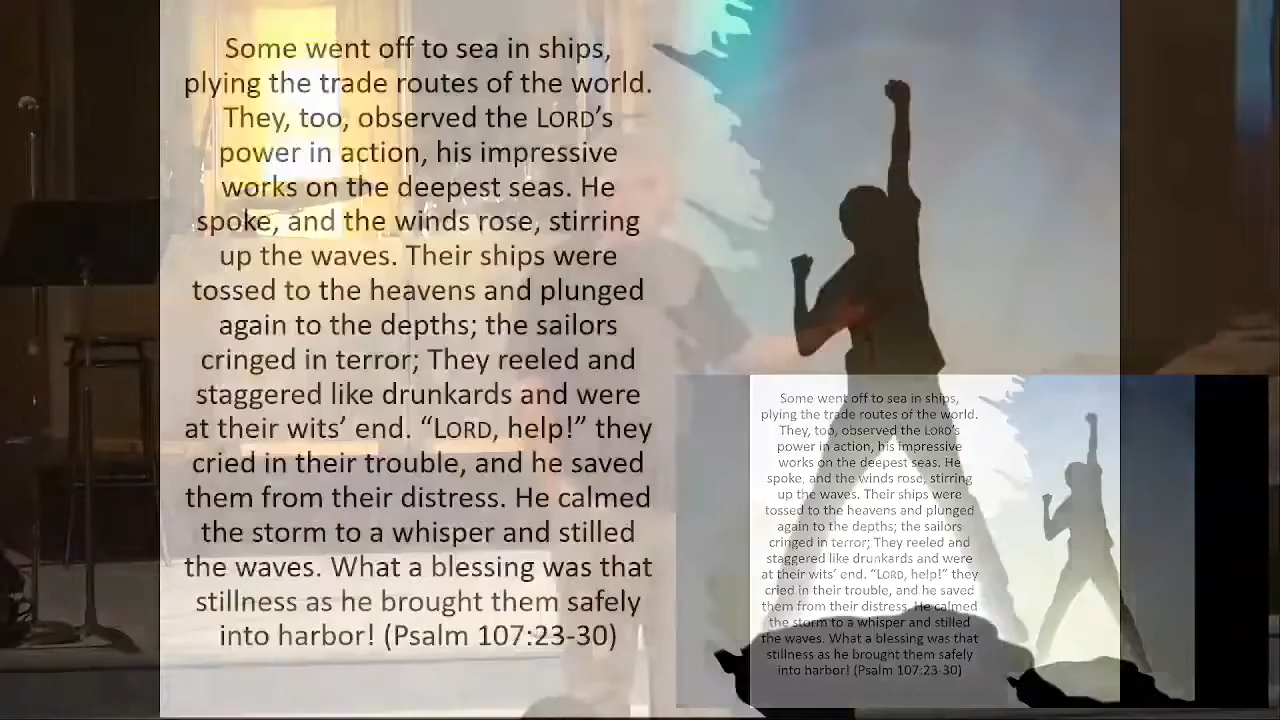 Some went off to sea in ships,
plying the trade routes of the world.
They, too, observed the LORD’s
power in action, his impressive
works on the deepest seas. He
spoke, and the winds rose, stirring
up the waves. Their ships were
tossed to the heavens and plunged
again to the depths; the sailors
cringed in terror; They reeled and
staggered like drunkards and were
at their wits’ end. “LORD, help!” they
cried in their trouble, and he saved
them from their distress. He calmed
the storm to a whisper and stilled
the waves. What a blessing was that
stillness as he brought them safely
into harbor! (Psalm 107:23-30)
Some went off to sea in ships,
plying the trade routes of the world.
They, too, observed the LORD’s
power in action, his impressive
works on the deepest seas. He
spoke, and the winds rose, stirring
up the waves. Their ships were
tossed to the heavens and plunged
again to the depths; the sailors
cringed in terror; They reeled and
staggered like drunkards and were
at their wits’ end. “LORD, help!” they
cried in their trouble, and he saved
them from their distress. He calmed
the storm to a whisper and stilled
the waves. What a blessing was that
stillness as he brought them safely
into harbor! (Psalm 107:23-30)